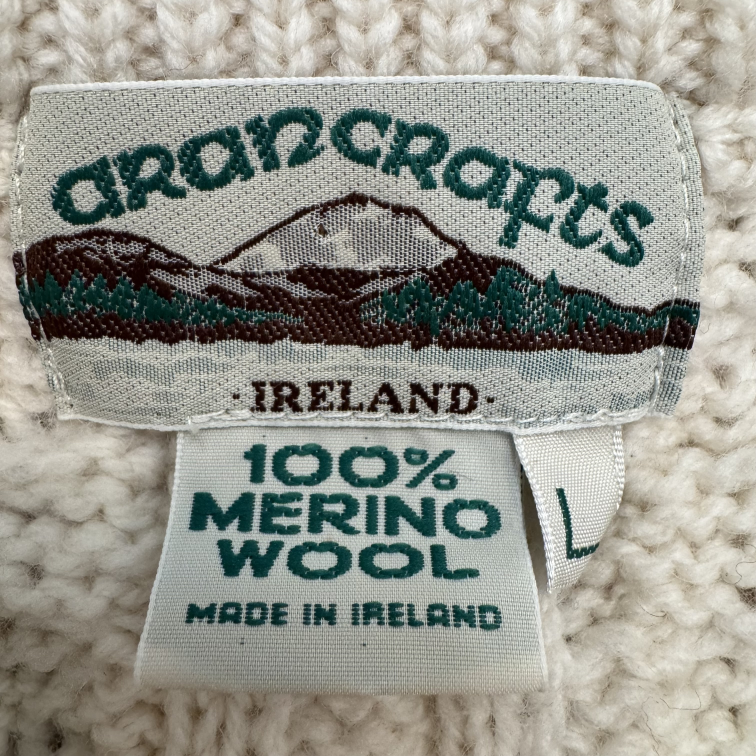 arancrafts
·IRELAND·
100%
MERINO
WOOL
MADE IN IRELAND
L